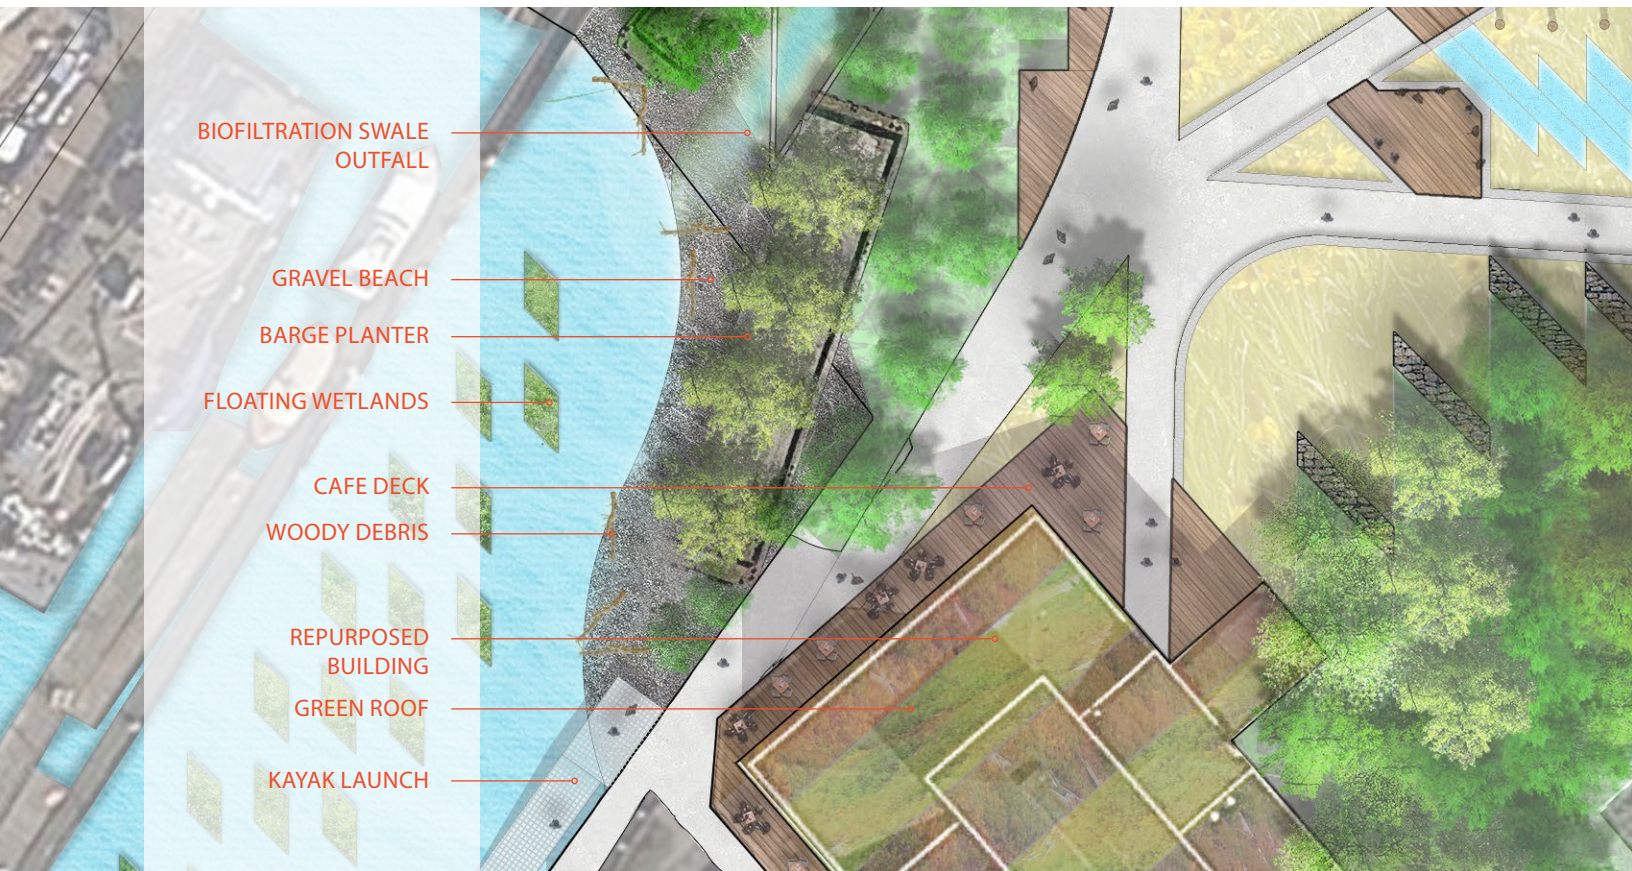 BIOFILTRATION SWALE
OUTFALL
GRAVEL BEACH
BARGE PLANTER
FLOATING WETLANDS
CAFE DECK
WOODY DEBRIS
REPURPOSED
BUILDING
GREEN ROOF
KAYAK LAUNCH